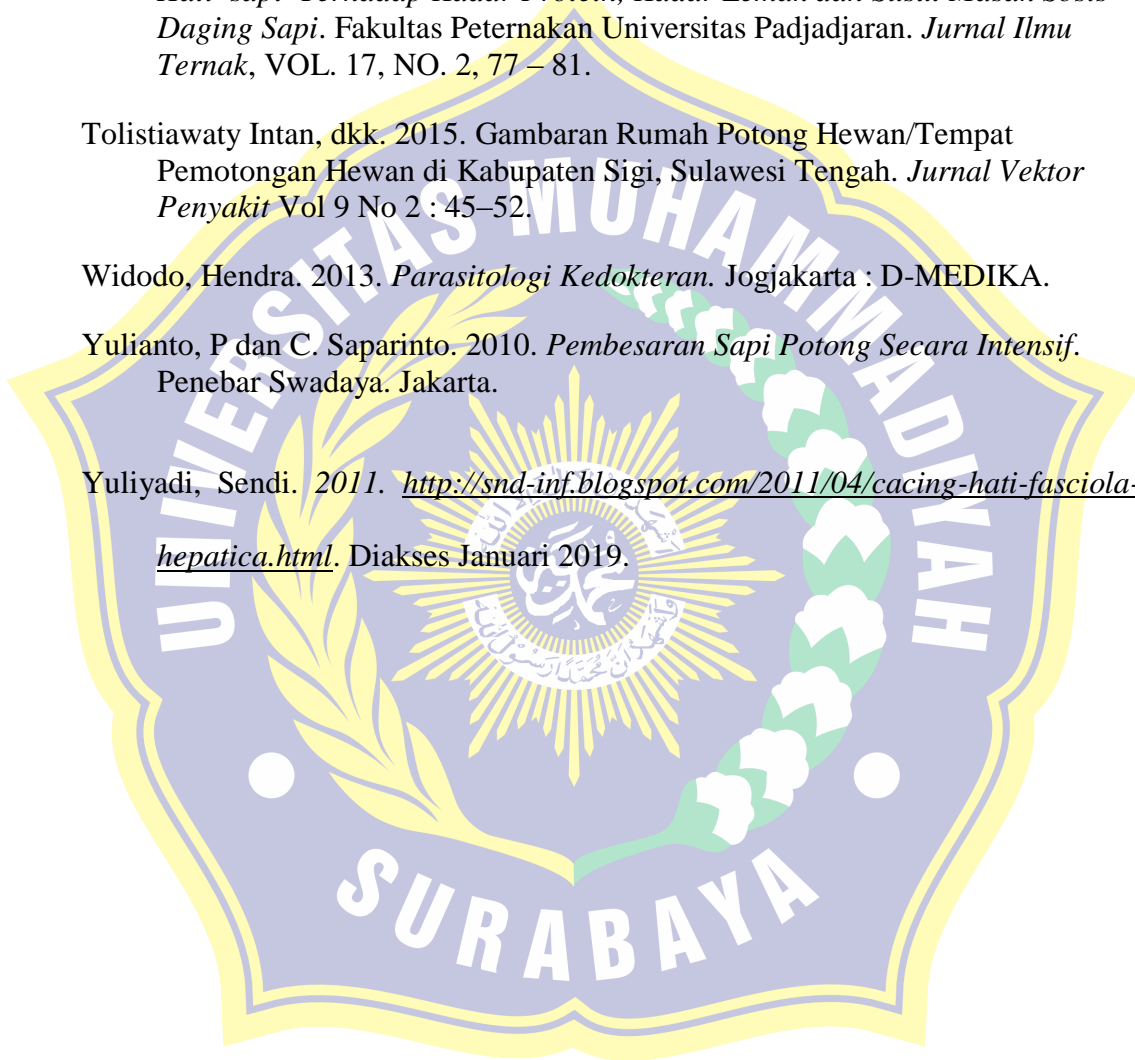 Daging Sapi. Fakultas Peternakan Universitas Padjadjaran. Jurnal Ilmu
Ternak, VOL. 17, NO. 2, 77 – 81.
Tolistiawaty Intan, dkk. 2015. Gambaran Rumah Potong Hewan/Tempat
Pemotongan Hewan di Kabupaten Sigi, Sulawesi Tengah. Jurnal Vektor
Penyakit Vol 9 No 2 : 45–52.
Widodo, Hendra. 2013. Parasitologi Kedokteran. Jogjakarta : D-MEDIKA.
Yulianto, P dan C. Saparinto. 2010. Pembesaran Sapi Potong Secara Intensif.
Penebar Swadaya. Jakarta.
Yuliyadi, Sendi. 2011. http://snd-inf.blogspot.com/2011/04/cacing-hati-fasciola-
hepatica.html. Diakses Januari 2019.
UNIVERSITAS MUHAMMADIYAH
SURABAYA